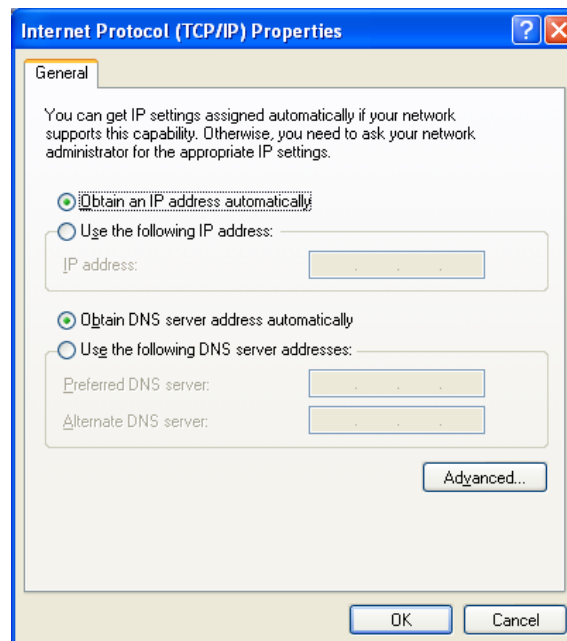 Internet Protocol (TCP/IP) Properties
General
You can get IP settings assigned automatically if your network
supports this capability. Otherwise, you need to ask your network
administrator for the appropriate IP settings.
Obtain an IP address automatically
Use the following IP address:
IP address:
Obtain DNS server address automatically
Use the following DNS server addresses:
Preferred DNS server:
Alternate DNS server:
Advanced...
OK Cancel